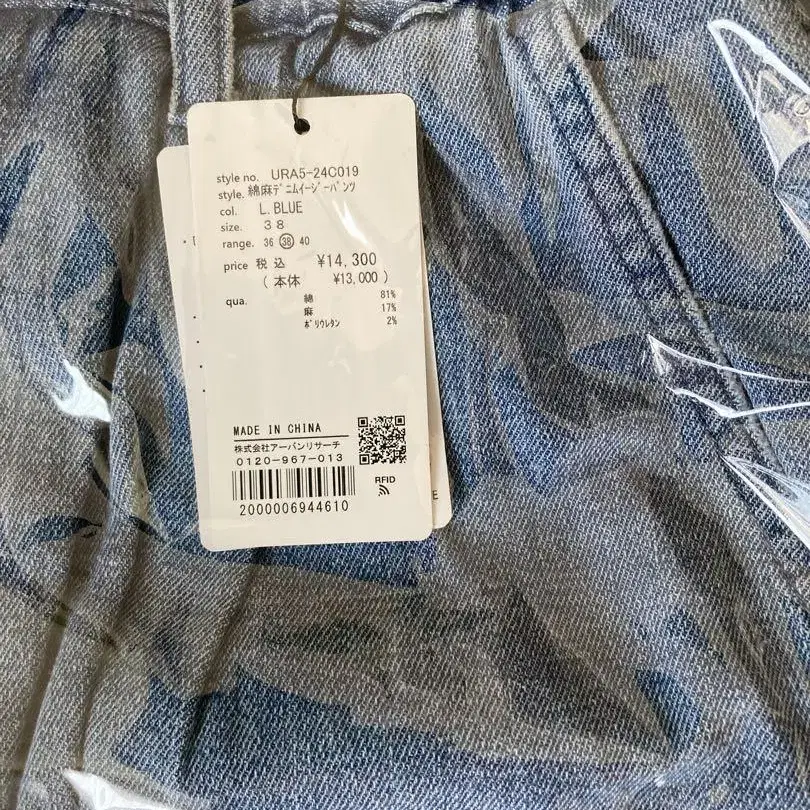 style no. URA5-24C019
style. 綿麻ﾃﾞﾆﾑｲｰｼﾞｰﾊﾟﾝﾂ
col. L.BLUE
size. 38
range. 36 38 40
price 税込 ¥14,300
(本体 ¥13,000)
qua. 綿 81%
麻 17%
ﾎﾟﾘｳﾚﾀﾝ 2%
MADE IN CHINA
株式会社アーバンリサーチ
0120-967-013
RFID
2000006944610
E